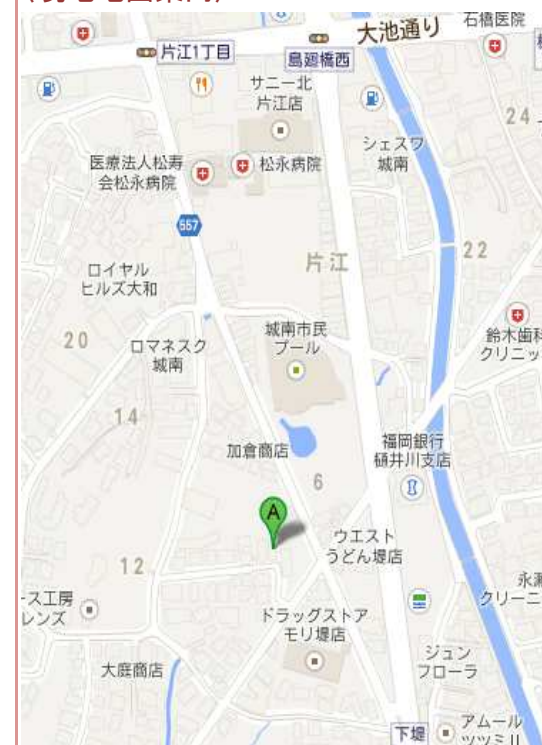 石橋医院
大池通り
片江1丁目
島廻橋西
サニー北
片江店
24
シェスワ
城南
医療法人松寿
会松永病院
松永病院
557
片江
22
ロイヤル
ヒルズ大和
城南市民
プール
鈴木歯科
クリニッ
20
ロマネスク
城南
14
福岡銀行
樋井川支店
加倉商店
6
A
ウエスト
うどん堤店
12
永瀬
クリーニ
ース工房
レンズ
ドラッグストア
モリ堤店
大庭商店
ジュン
フローラ
下堤
アムール
ツツミII